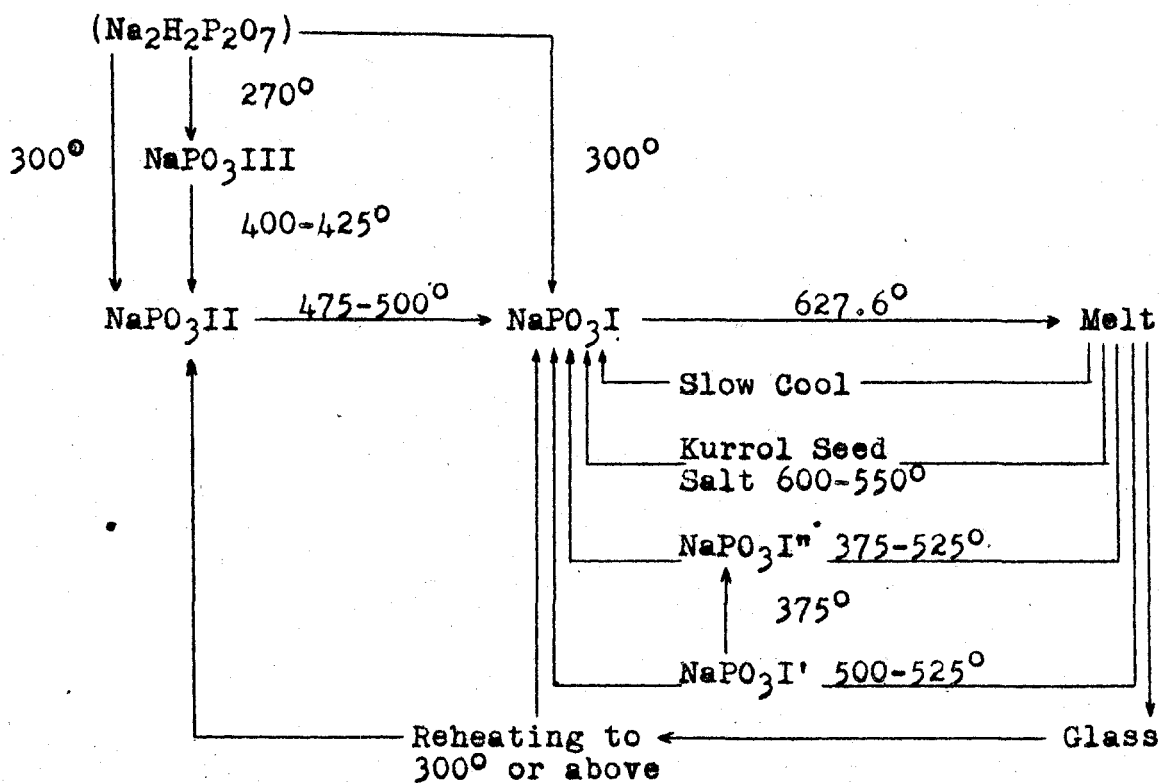 (Na₂H₂P₂O₇)
270°
300° NaPO₃III 300°
400-425°
NaPO₃II 475-500° NaPO₃I 627.6° Melt
Slow Cool
Kurrol Seed
Salt 600-550°
NaPO₃I" 375-525°
375°
NaPO₃I' 500-525°
Reheating to Glass
300° or above